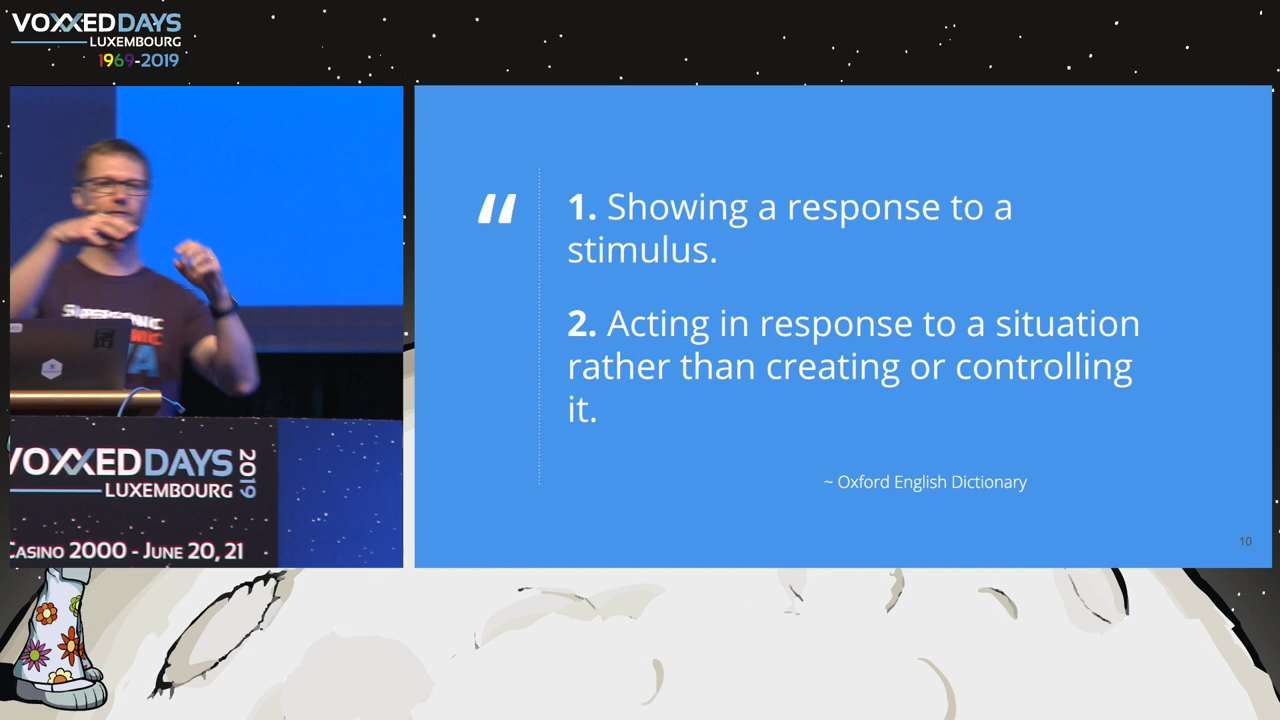 VOXXEDDAYS
LUXEMBOURG
1969-2019
“
1. Showing a response to a
stimulus.
2. Acting in response to a situation
rather than creating or controlling
it.
~ Oxford English Dictionary
10
SUPERSONIC
VOXXEDDAYS
2019
LUXEMBOURG
CASINO 2000 - JUNE 20, 21